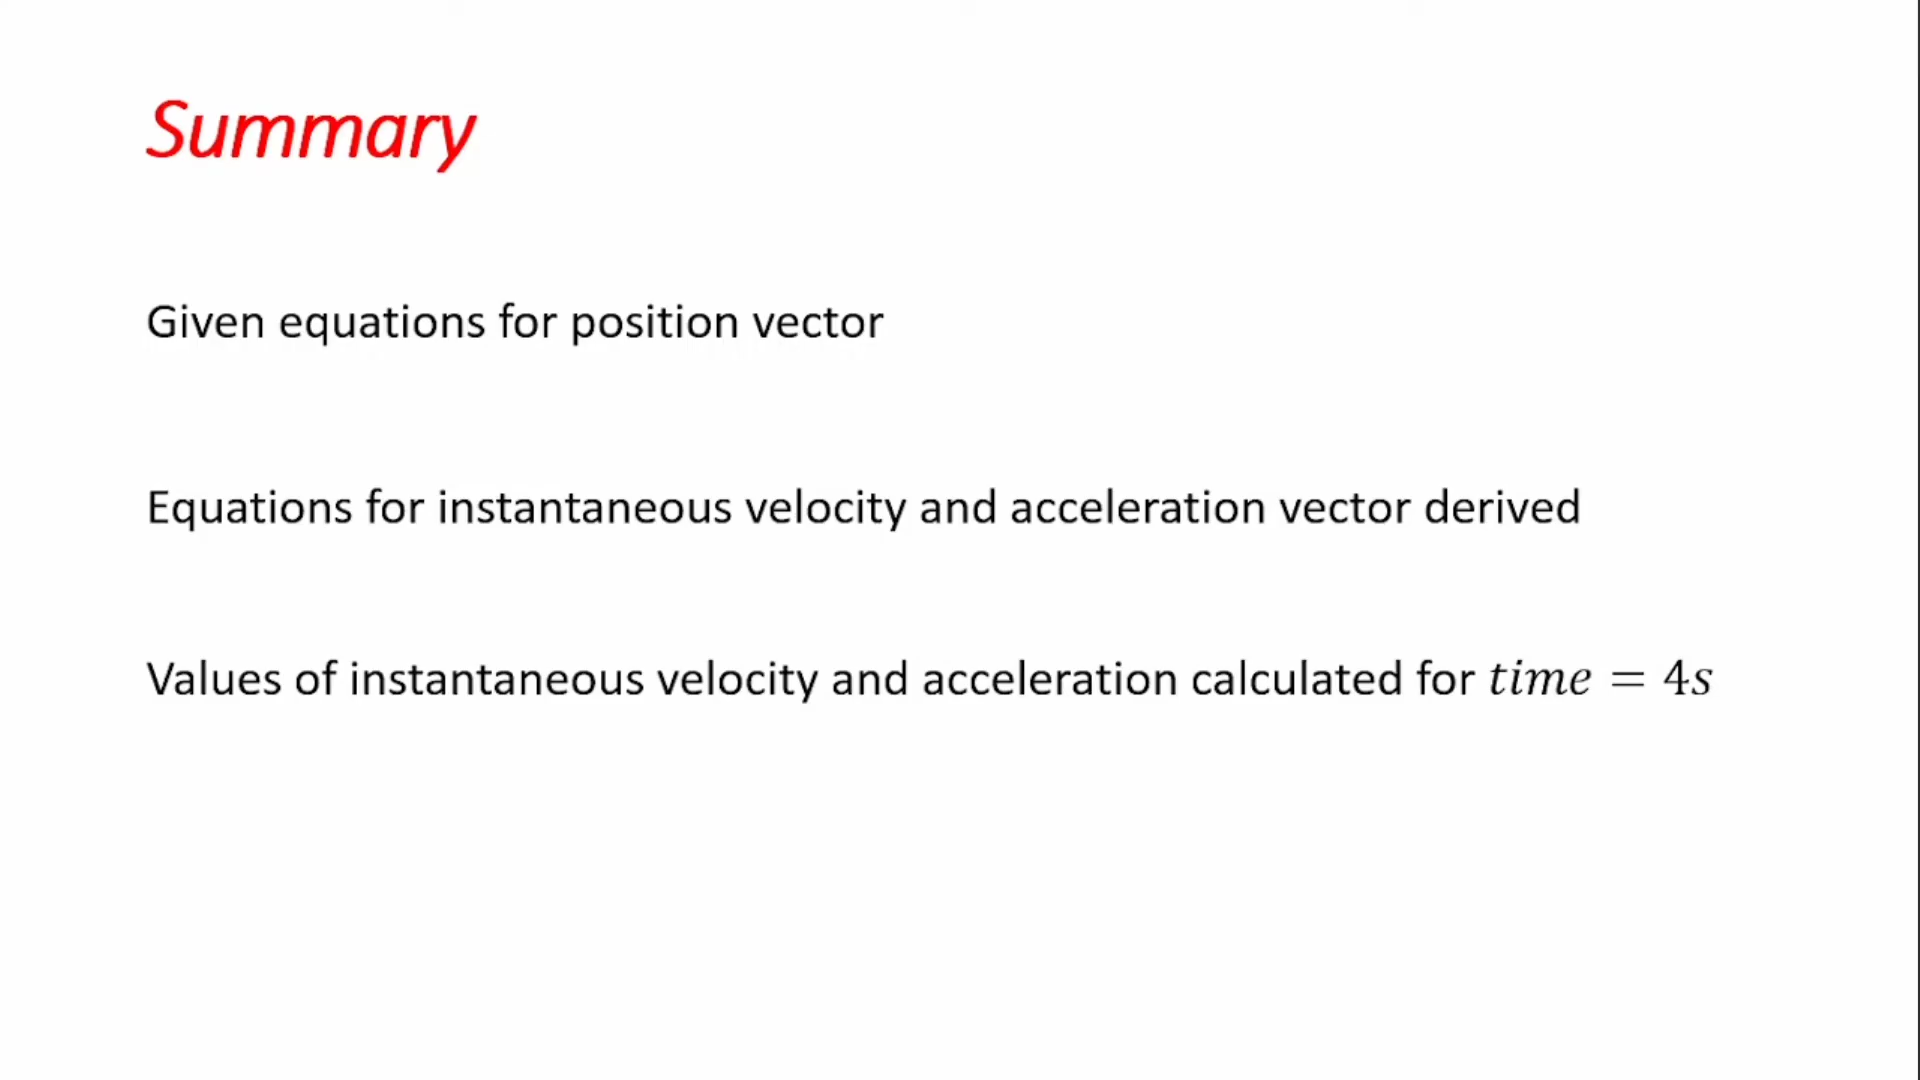 Summary
Given equations for position vector
Equations for instantaneous velocity and acceleration vector derived
Values of instantaneous velocity and acceleration calculated for time = 4s